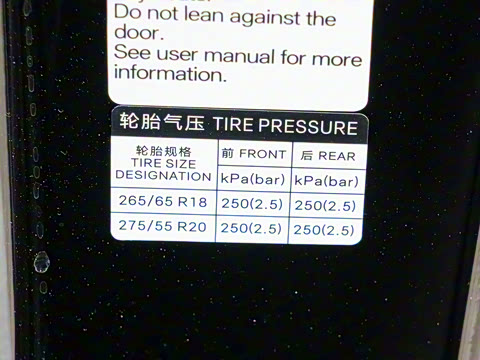 Do not lean against the
door.
See user manual for more
information.
轮胎气压 TIRE PRESSURE
轮胎规格
TIRE SIZE
DESIGNATION
前 FRONT
后 REAR
kPa(bar) kPa(bar)
265/65 R18 250(2.5) 250(2.5)
275/55 R20 250(2.5) 250(2.5)